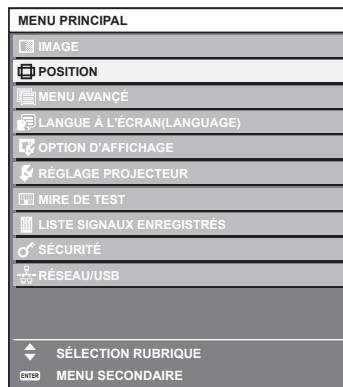 MENU PRINCIPAL
IMAGE
POSITION
MENU AVANÇÉ
LANGUE À L'ÉCRAN(LANGUAGE)
OPTION D'AFFICHAGE
RÉGLAGE PROJECTEUR
MIRE DE TEST
LISTE SIGNAUX ENREGISTRÉS
SÉCURITÉ
RÉSEAU/USB
SÉLECTION RUBRIQUE
ENTER MENU SECONDAIRE